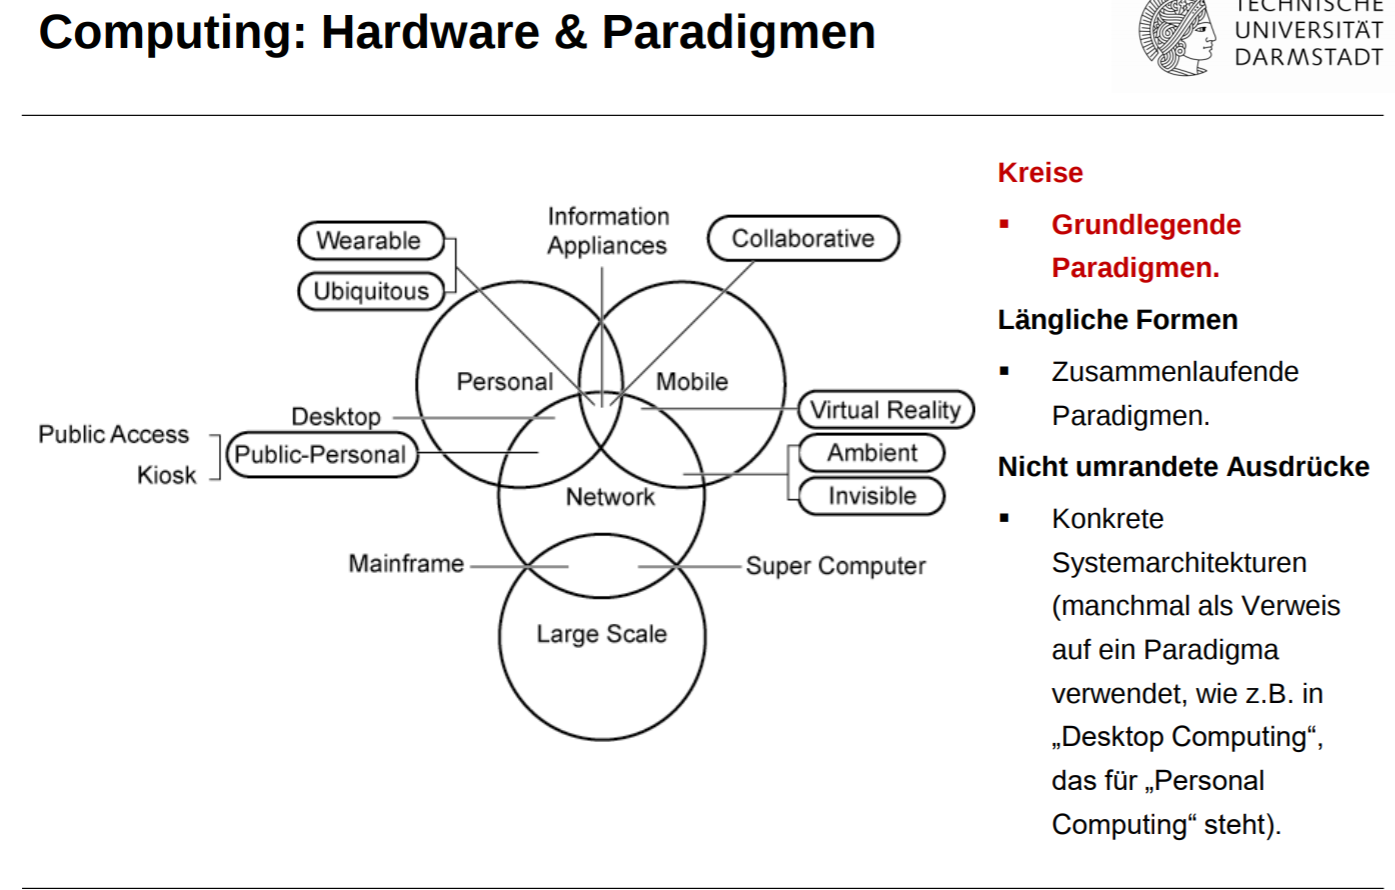 Computing: Hardware & Paradigmen
TECHNISCHE
UNIVERSITÄT
DARMSTADT
Wearable
Ubiquitous
Information
Appliances
Collaborative
Personal
Mobile
Desktop
Public Access
Kiosk
Public-Personal
Virtual Reality
Ambient
Invisible
Network
Mainframe
Super Computer
Large Scale
Kreise
▪ Grundlegende
Paradigmen.
Längliche Formen
▪ Zusammenlaufende
Paradigmen.
Nicht umrandete Ausdrücke
▪ Konkrete
Systemarchitekturen
(manchmal als Verweis
auf ein Paradigma
verwendet, wie z.B. in
„Desktop Computing“,
das für „Personal
Computing“ steht).